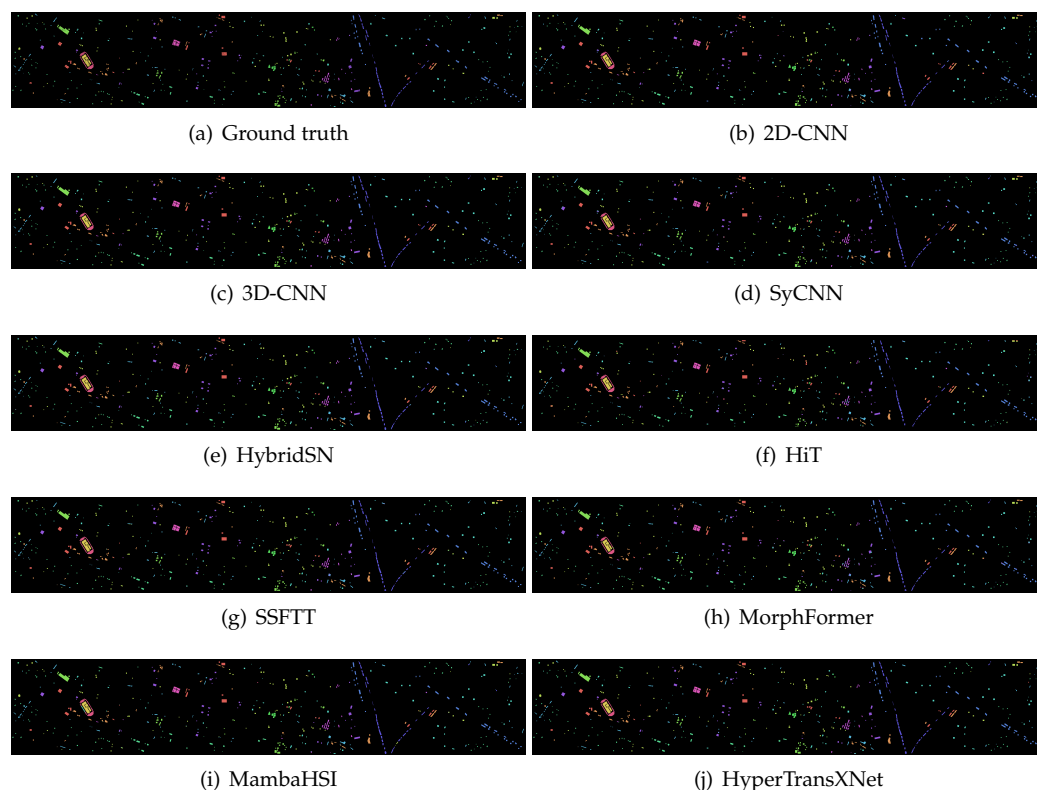 (a) Ground truth
(b) 2D-CNN
(c) 3D-CNN
(d) SyCNN
(e) HybridSN
(f) HiT
(g) SSFTT
(h) MorphFormer
(i) MambaHSI
(j) HyperTransXNet